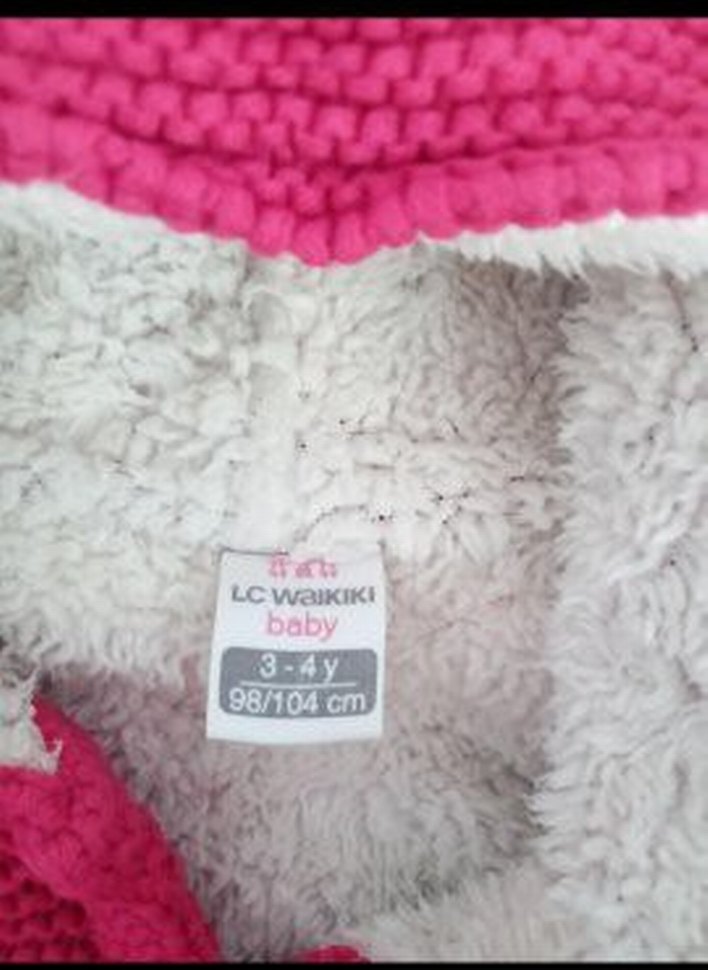 LC WAIKIKI
baby
3 - 4 y
98/104 cm